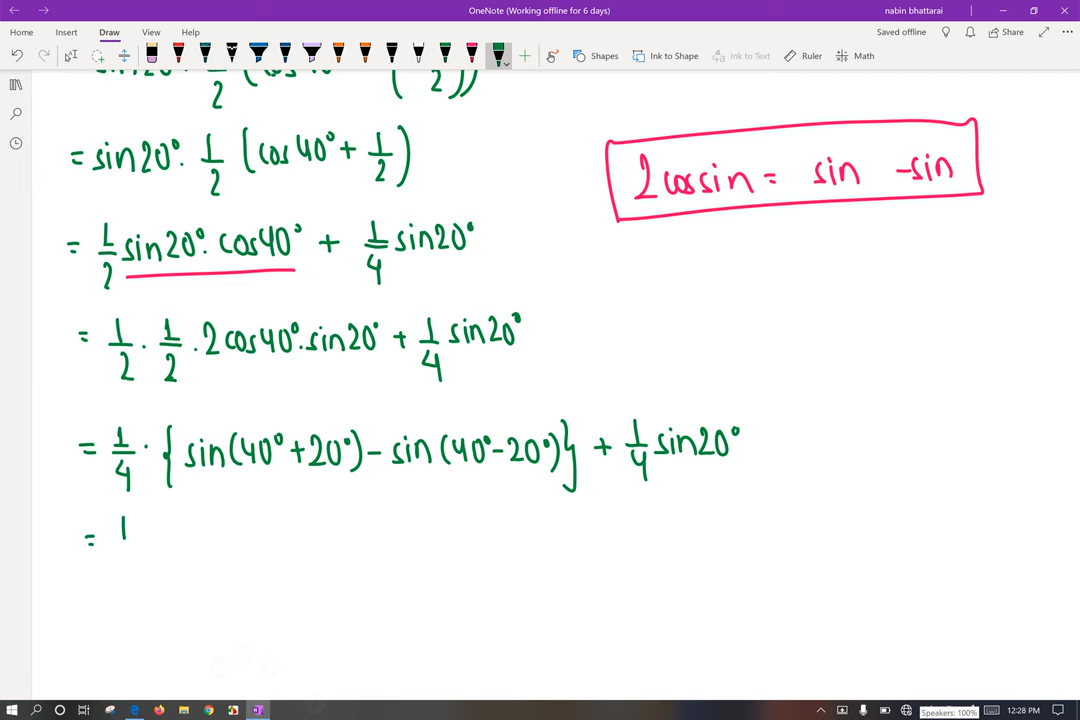 OneNote (Working offline for 6 days)
nabin bhattarai
Home Insert Draw View Help
Saved offline Share
Shapes Ink to Shape Ink to Text Ruler Math
= sin20°. 1/2 (cos40° + 1/2)
2cossin = sin -sin
= 1/2 sin20°. cos40° + 1/4 sin20°
= 1/2 . 1/2 . 2cos40°.sin20° + 1/4 sin20°
= 1/4 . { sin(40° + 20°) - sin (40° - 20°)} + 1/4 sin20°
= 1
12:28 PM
Speakers: 100%